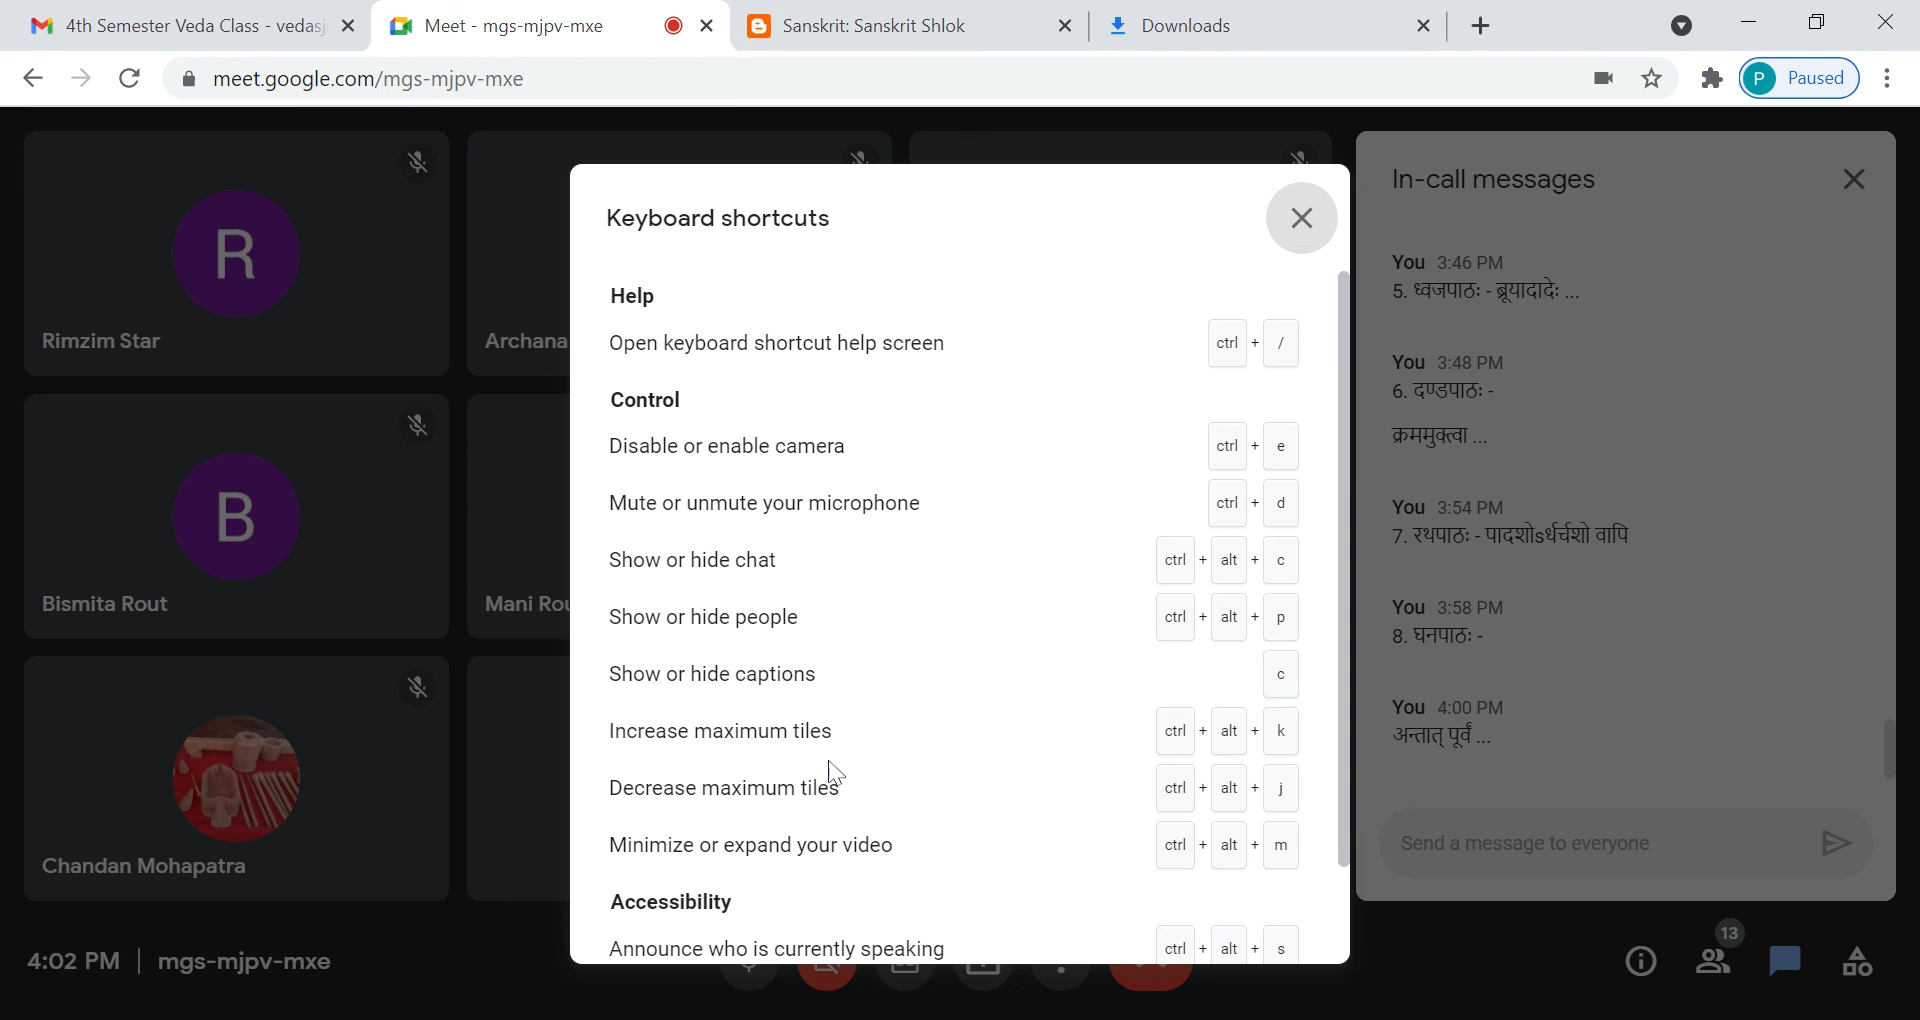 4th Semester Veda Class - vedasj
Meet - mgs-mjpv-mxe
Sanskrit: Sanskrit Shlok
Downloads
meet.google.com/mgs-mjpv-mxe
P Paused
R
Rimzim Star
Archana
B
Bismita Rout
Mani Rou
Chandan Mohapatra
Keyboard shortcuts
Help
Open keyboard shortcut help screen ctrl + /
Control
Disable or enable camera ctrl + e
Mute or unmute your microphone ctrl + d
Show or hide chat ctrl + alt + c
Show or hide people ctrl + alt + p
Show or hide captions c
Increase maximum tiles ctrl + alt + k
Decrease maximum tiles ctrl + alt + j
Minimize or expand your video ctrl + alt + m
Accessibility
Announce who is currently speaking ctrl + alt + s
In-call messages
You 3:46 PM
5. ध्वजपाठः - ब्रूयादादेः ...
You 3:48 PM
6. दण्डपाठः -
क्रममुक्त्वा ...
You 3:54 PM
7. रथपाठः - पादशोsर्धर्चशो वापि
You 3:58 PM
8. घनपाठः -
You 4:00 PM
अन्तात् पूर्वं ...
Send a message to everyone
4:02 PM | mgs-mjpv-mxe
13